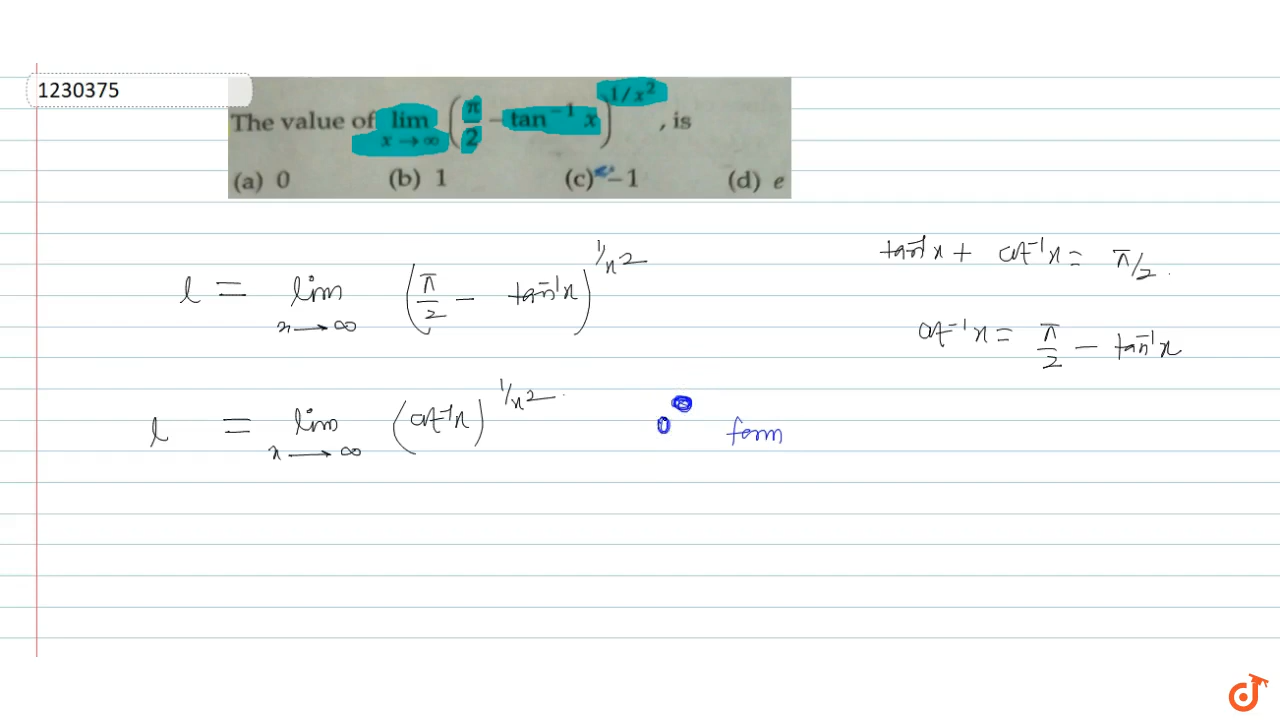 1230375
The value of lim x→∞ (π/2 − tan⁻¹ x)^1/x², is
(a) 0 (b) 1 (c) −1 (d) e
l = lim x→∞ (π/2 − tan⁻¹x)^1/x²
tan⁻¹x + cot⁻¹x = π/2.
cot⁻¹x = π/2 − tan⁻¹x
l = lim x→∞ (cot⁻¹x)^1/x².
form